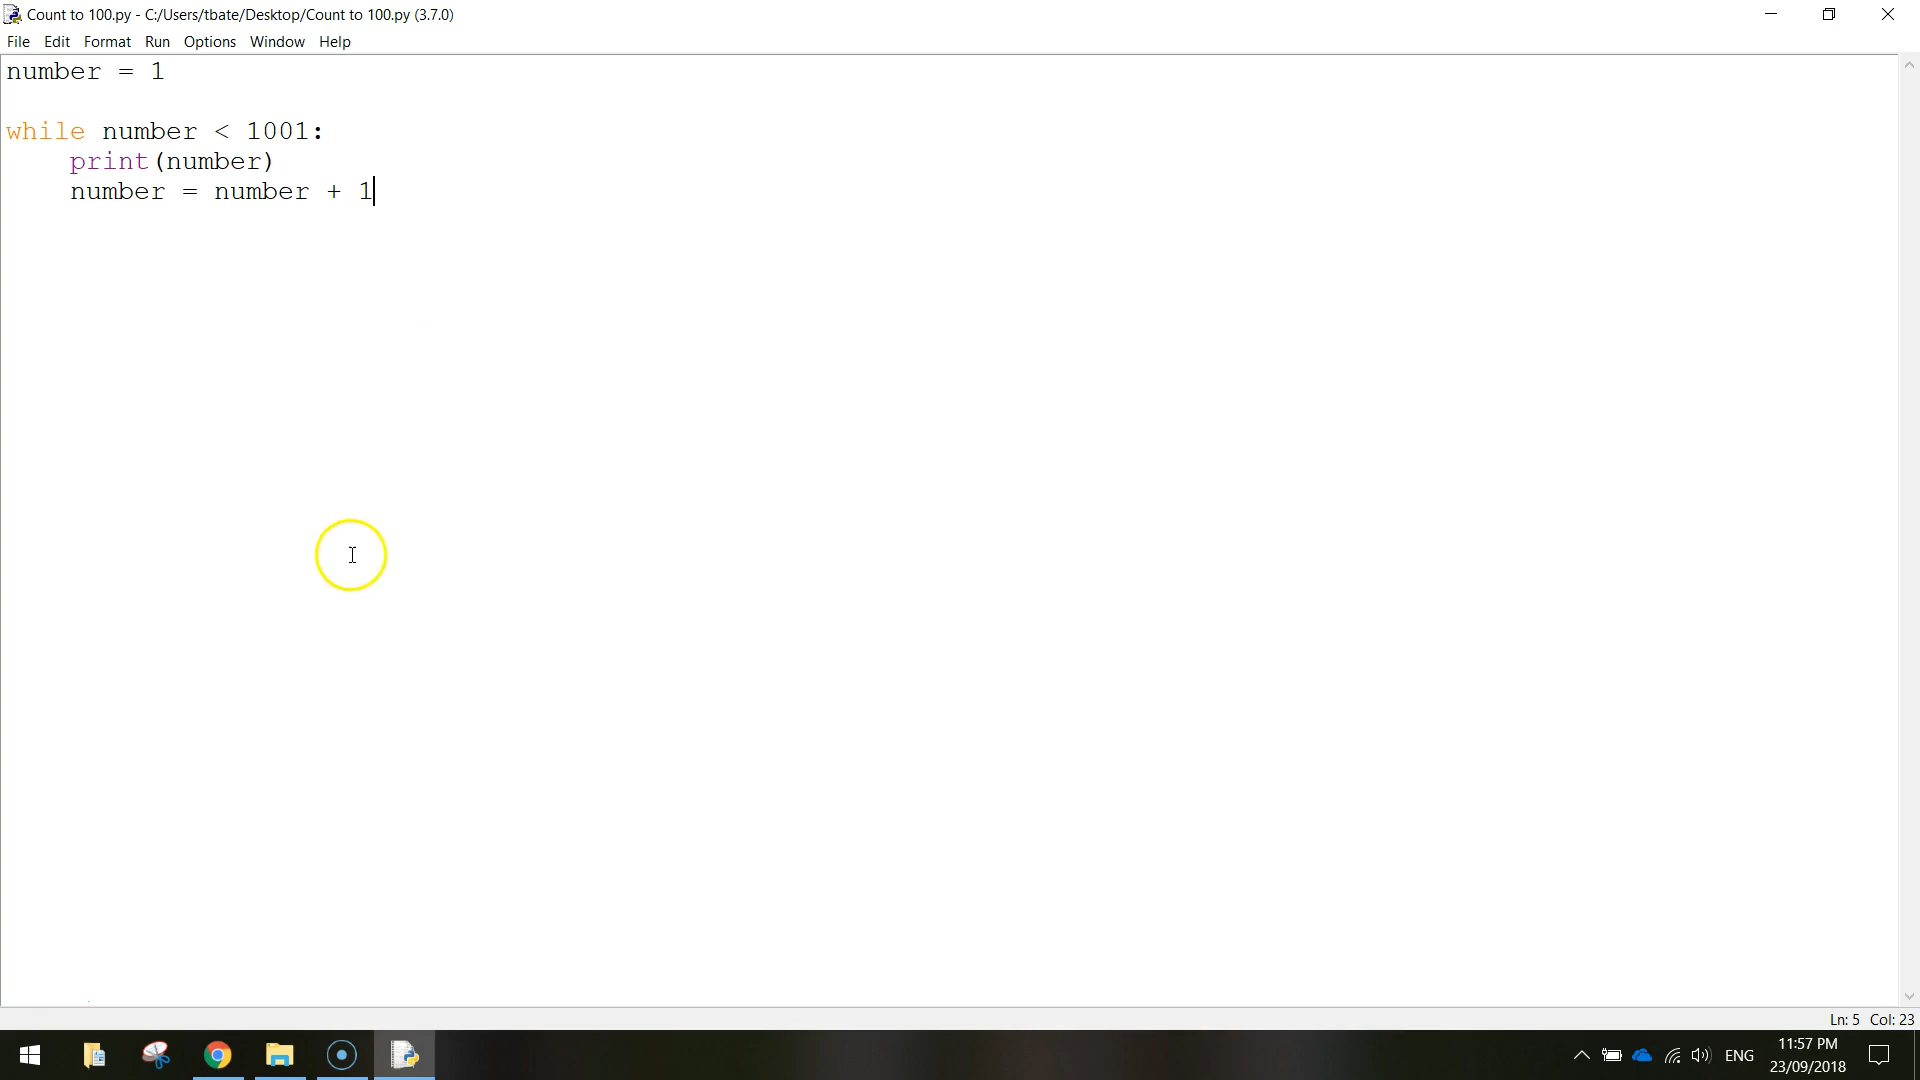 Count to 100.py - C:/Users/tbate/Desktop/Count to 100.py (3.7.0)
File Edit Format Run Options Window Help
number = 1
while number < 1001:
    print(number)
    number = number + 1
Ln: 5 Col: 23
ENG
11:57 PM
23/09/2018